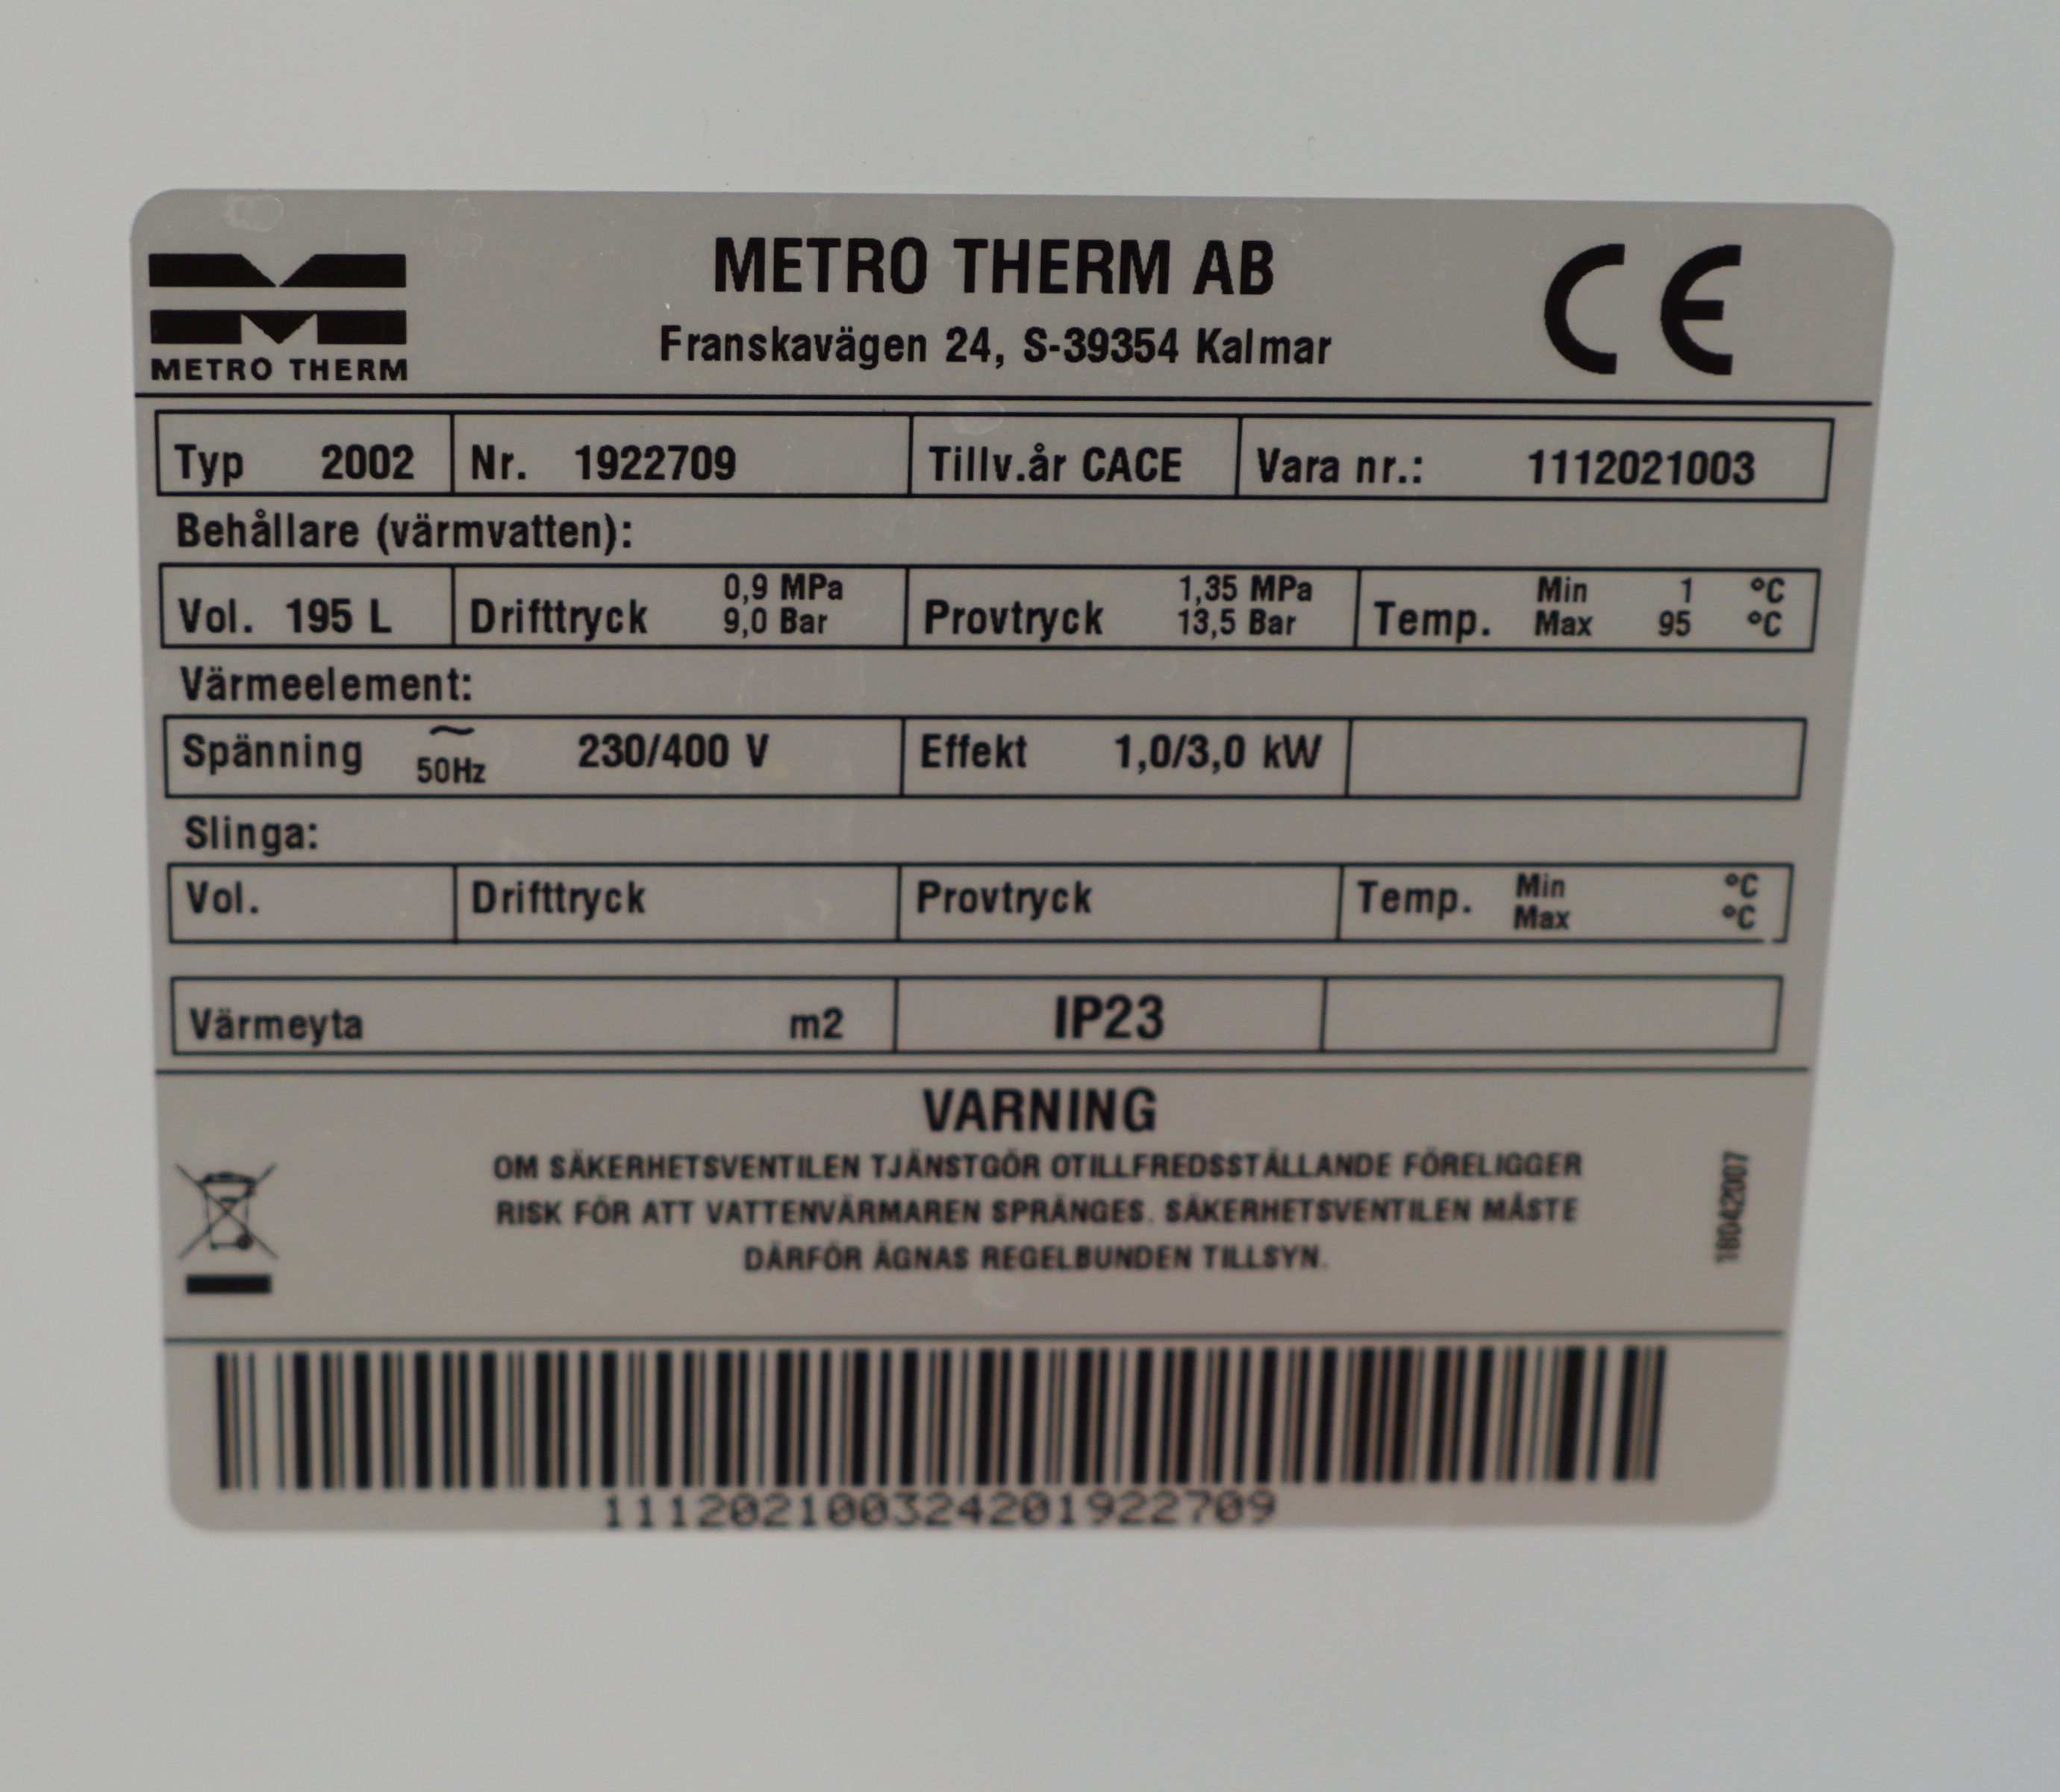 METRO THERM
METRO THERM AB
Franskavägen 24, S-39354 Kalmar
CE
Typ 2002 Nr. 1922709 Tillv.år CACE Vara nr.: 1112021003
Behållare (värmvatten):
Vol. 195 L Drifttryck 0,9 MPa 9,0 Bar Provtryck 1,35 MPa 13,5 Bar Temp. Min 1 °C Max 95 °C
Värmeelement:
Spänning ~ 50Hz 230/400 V Effekt 1,0/3,0 kW
Slinga:
Vol. Drifttryck Provtryck Temp. Min °C Max °C
Värmeyta m2 IP23
VARNING
OM SÄKERHETSVENTILEN TJÄNSTGÖR OTILLFREDSSTÄLLANDE FÖRELIGGER
RISK FÖR ATT VATTENVÄRMAREN SPRÄNGES. SÄKERHETSVENTILEN MÅSTE
DÄRFÖR ÄGNAS REGELBUNDEN TILLSYN.
18042007
111202100324201922709